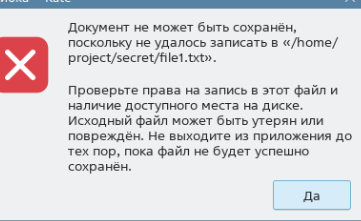 Документ не может быть сохранён,
поскольку не удалось записать в «/home/
project/secret/file1.txt».
Проверьте права на запись в этот файл и
наличие доступного места на диске.
Исходный файл может быть утерян или
повреждён. Не выходите из приложения до
тех пор, пока файл не будет успешно
сохранён.
Да